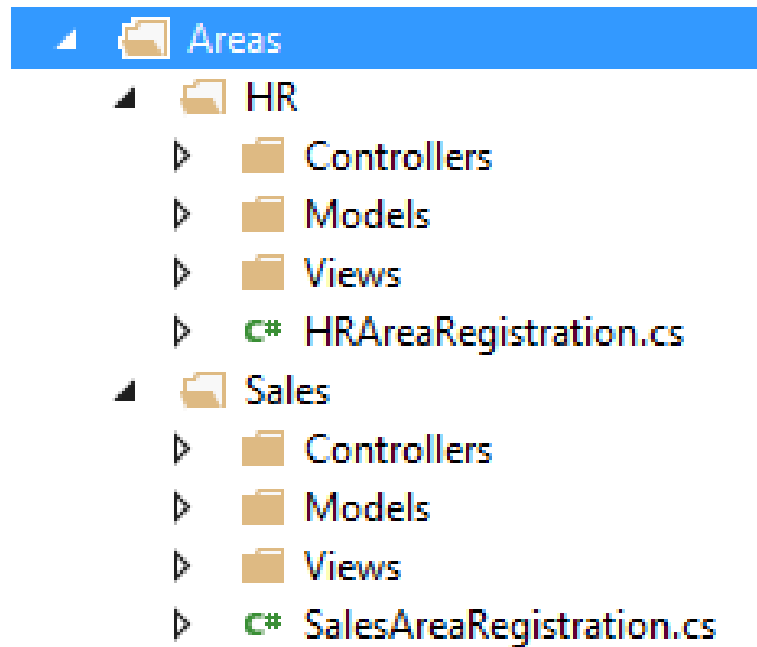 Areas
HR
Controllers
Models
Views
C# HRAreaRegistration.cs
Sales
Controllers
Models
Views
C# SalesAreaRegistration.cs